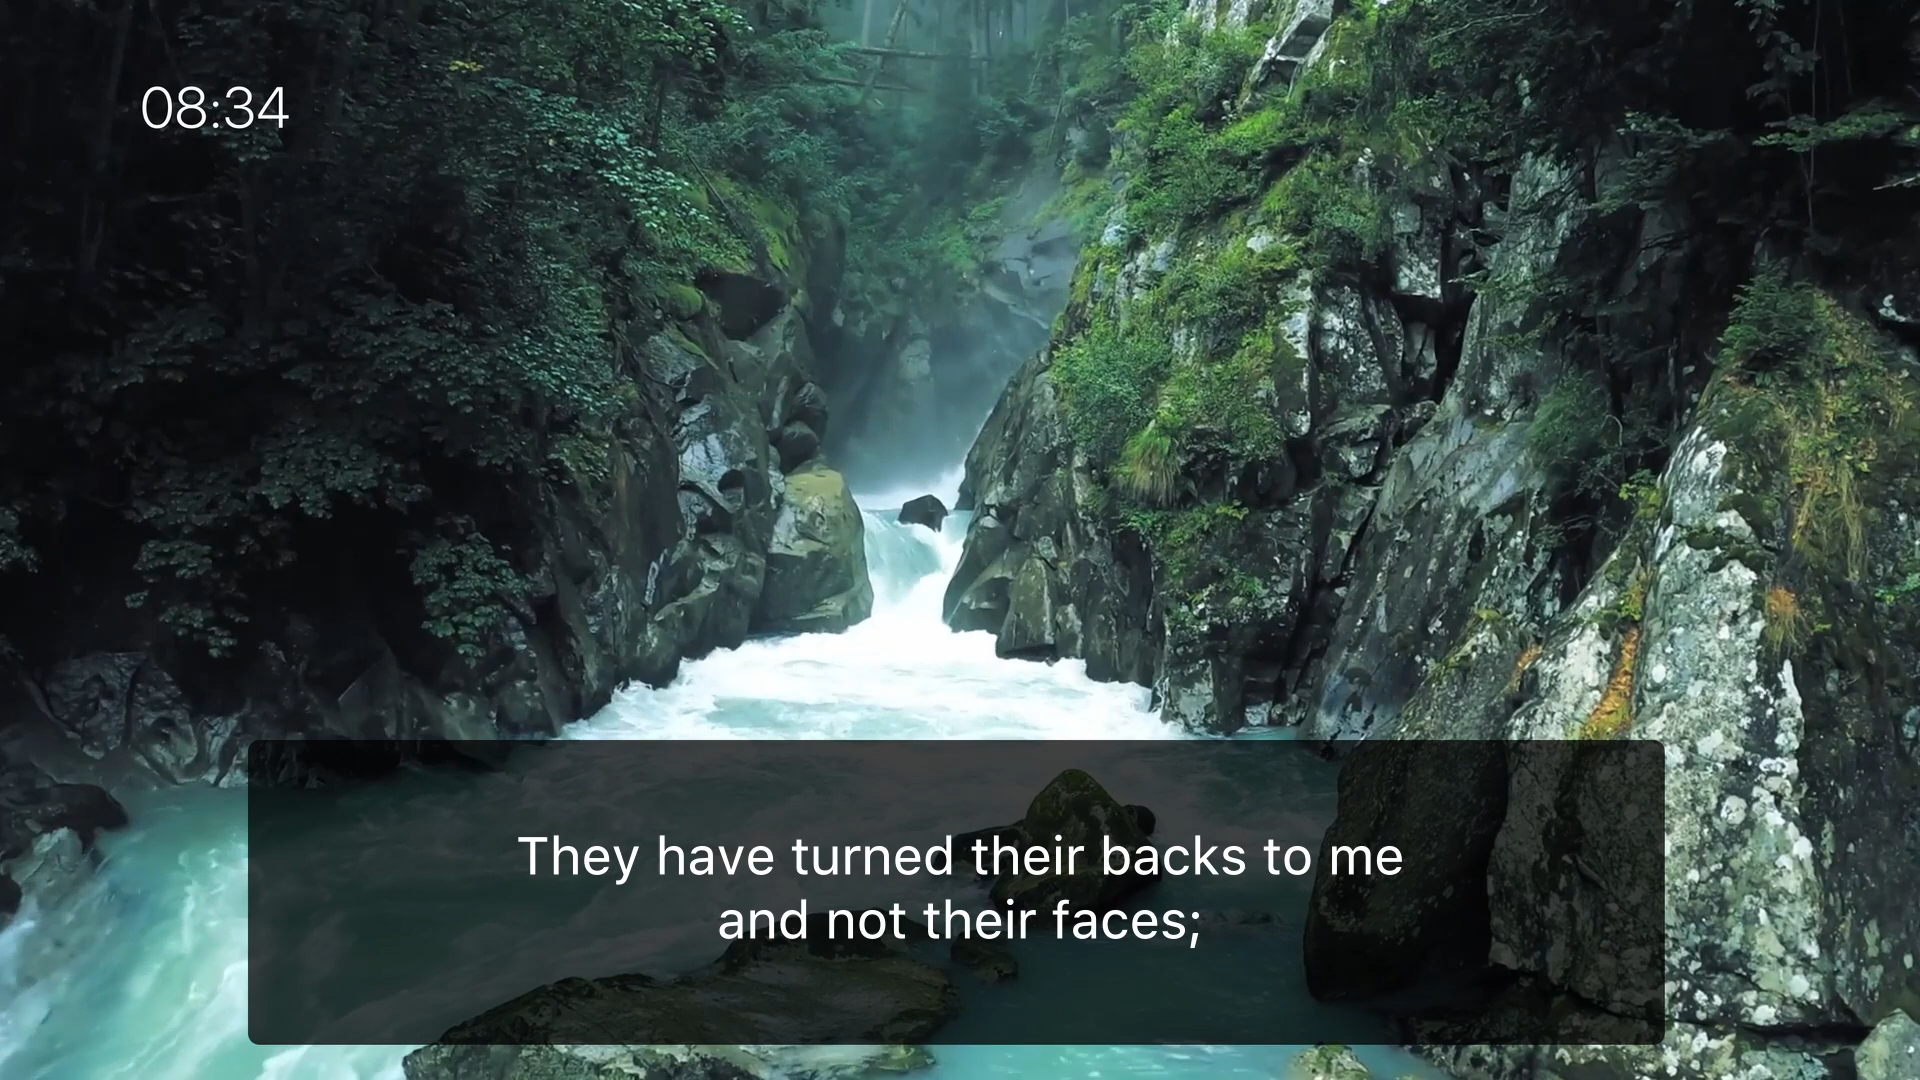 08:34
They have turned their backs to me
and not their faces;